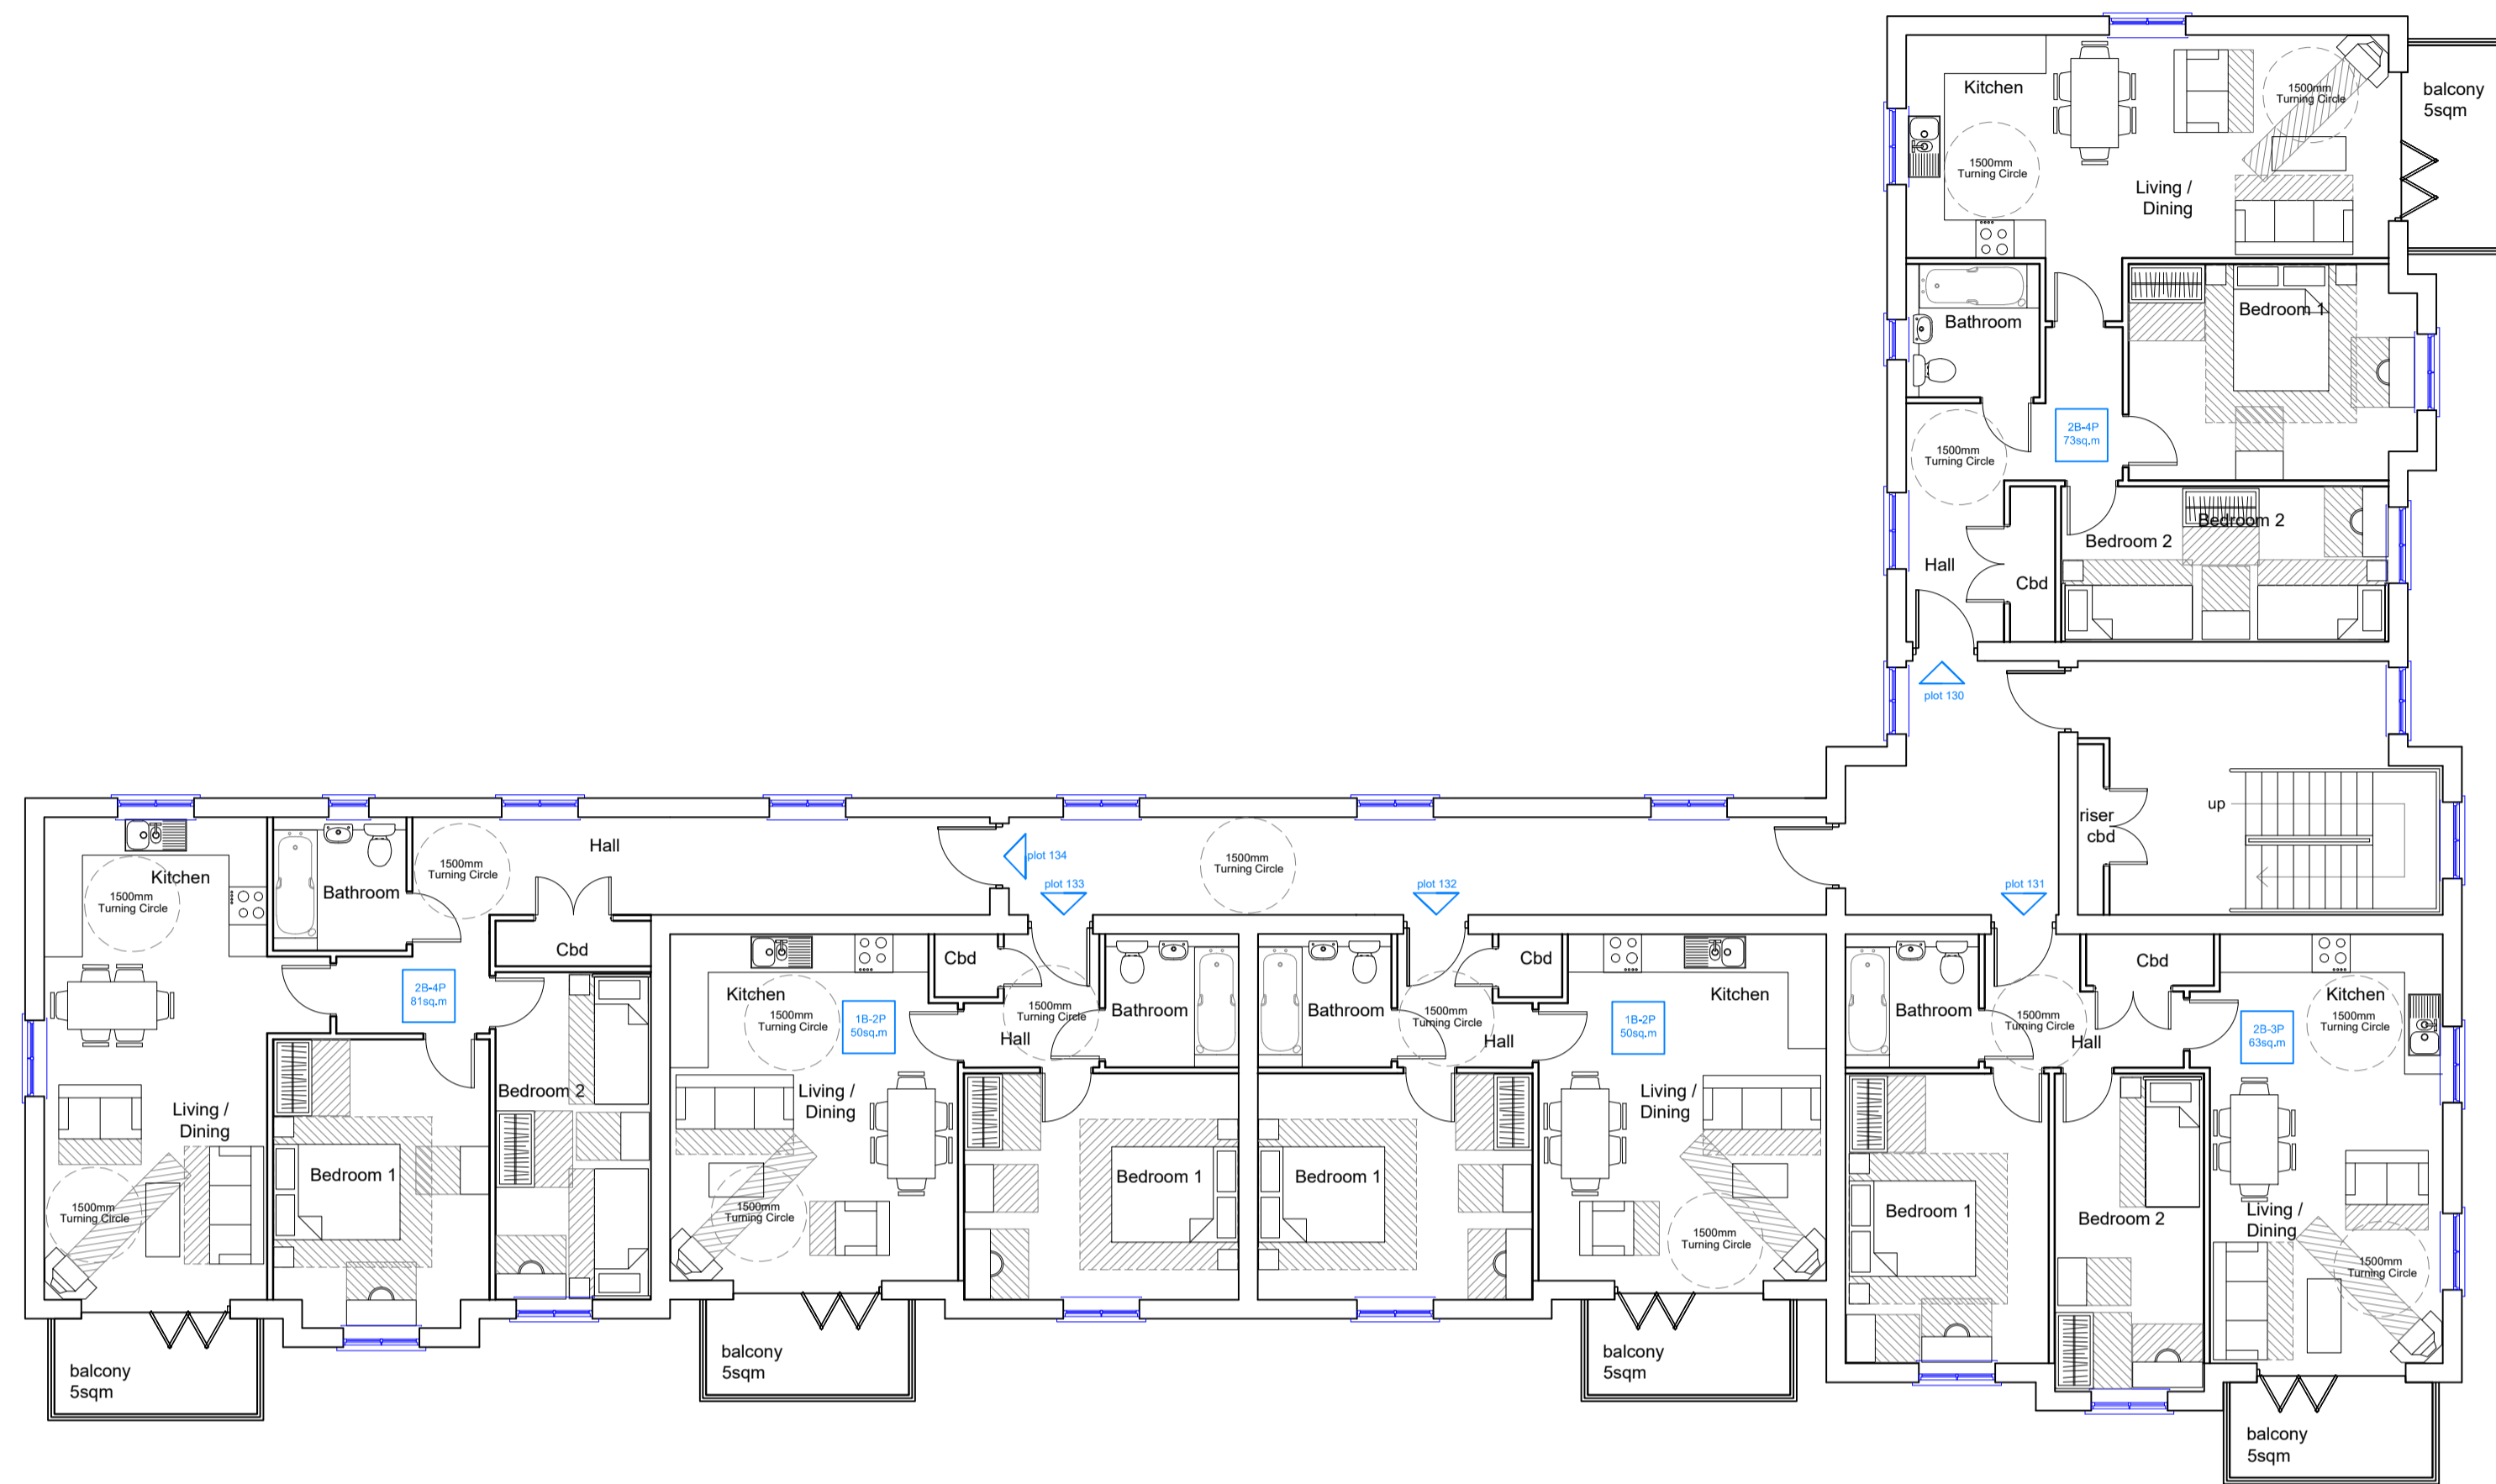 Kitchen
1500mm
Turning Circle
1500mm
Turning Circle
balcony
5sqm
Living /
Dining
Bathroom
Bedroom 1
2B-4P
73sq.m
1500mm
Turning Circle
Bedroom 2
Bedroom 2
Hall
Cbd
plot 130
riser
cbd
up
Hall
Kitchen
1500mm
Turning Circle
Bathroom
1500mm
Turning Circle
Cbd
2B-4P
81sq.m
Living /
Dining
1500mm
Turning Circle
Bedroom 1
Bedroom 2
balcony
5sqm
plot 134
plot 133
1500mm
Turning Circle
plot 132
plot 131
Kitchen
1500mm
Turning Circle
1B-2P
50sq.m
Cbd
1500mm
Turning Circle
Hall
Bathroom
Living /
Dining
1500mm
Turning Circle
Bedroom 1
balcony
5sqm
Bathroom
1500mm
Turning Circle
Hall
Cbd
1B-2P
50sq.m
Kitchen
Living /
Dining
1500mm
Turning Circle
Bedroom 1
balcony
5sqm
Bathroom
1500mm
Turning Circle
Hall
Cbd
2B-3P
63sq.m
Kitchen
1500mm
Turning Circle
Bedroom 1
Bedroom 2
Living /
Dining
1500mm
Turning Circle
balcony
5sqm